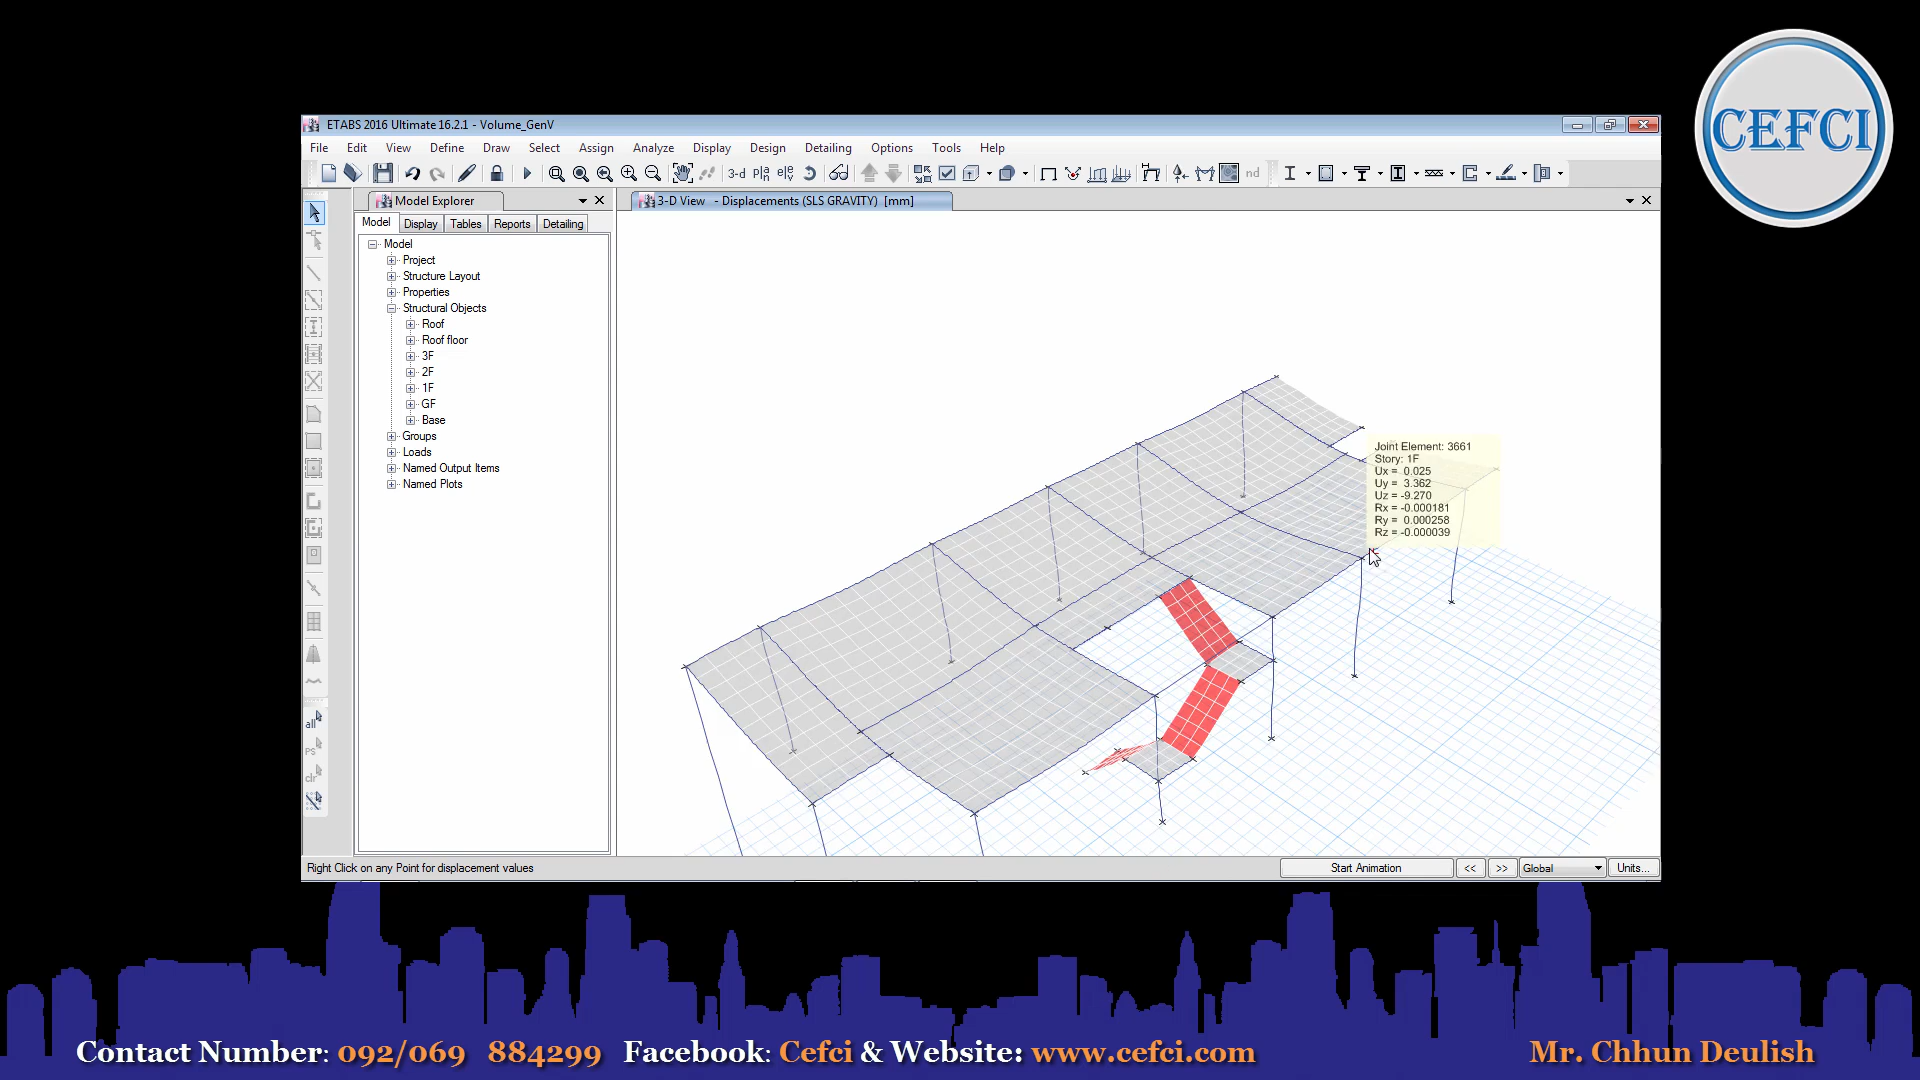 CEFCI
ETABS 2016 Ultimate 16.2.1 - Volume_GenV
File Edit View Define Draw Select Assign Analyze Display Design Detailing Options Tools Help
3-d nd
Model Explorer
3-D View - Displacements (SLS GRAVITY) [mm]
Model Display Tables Reports Detailing
Model
Project
Structure Layout
Properties
Structural Objects
Roof
Roof floor
3F
2F
1F
GF
Base
Groups
Loads
Named Output Items
Named Plots
all
ps
clr
Joint Element: 3661
Story: 1F
Ux = 0.025
Uy = 3.362
Uz = -9.270
Rx = -0.000181
Ry = 0.000258
Rz = -0.000039
Right Click on any Point for displacement values
Start Animation << >> Global Units...
Contact Number: 092/069 884299 Facebook: Cefci & Website: www.cefci.com
Mr. Chhun Deulish